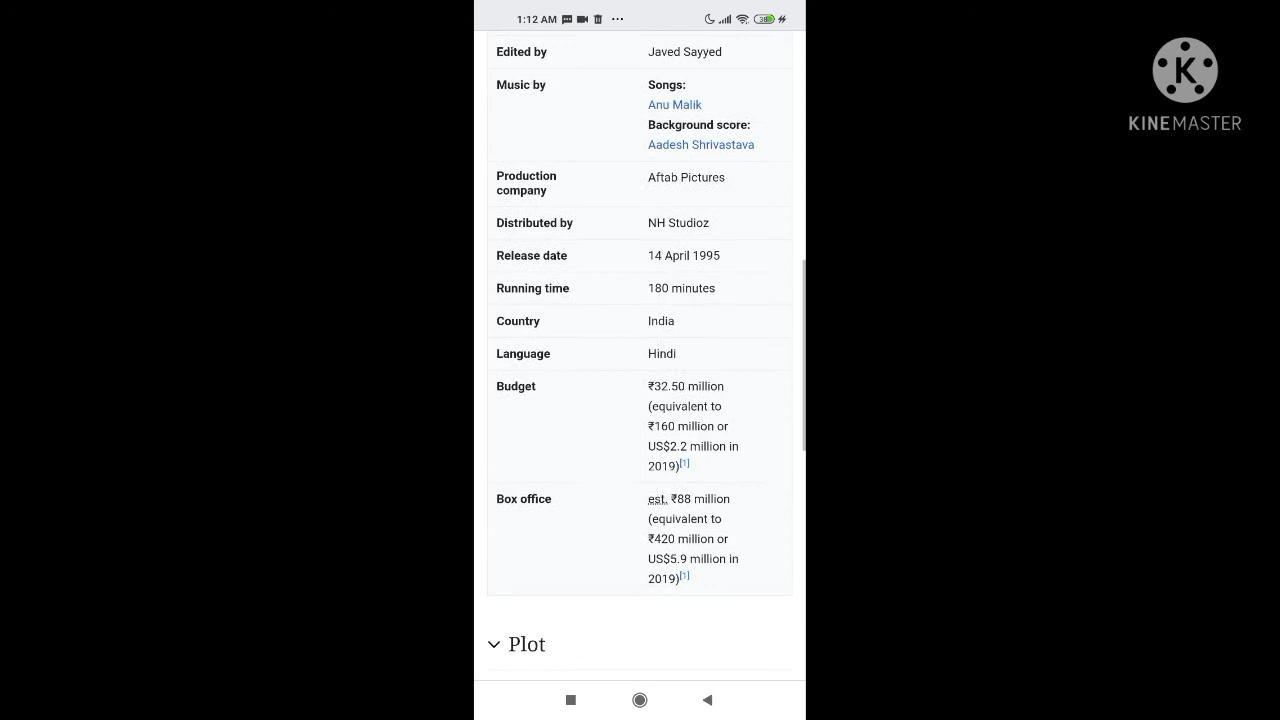 1:12 AM
38
Edited by
Javed Sayyed
Music by
Songs:
Anu Malik
Background score:
Aadesh Shrivastava
Production
company
Aftab Pictures
Distributed by
NH Studioz
Release date
14 April 1995
Running time
180 minutes
Country
India
Language
Hindi
Budget
₹32.50 million
(equivalent to
₹160 million or
US$2.2 million in
2019)[1]
Box office
est. ₹88 million
(equivalent to
₹420 million or
US$5.9 million in
2019)[1]
Plot
K
KINEMASTER